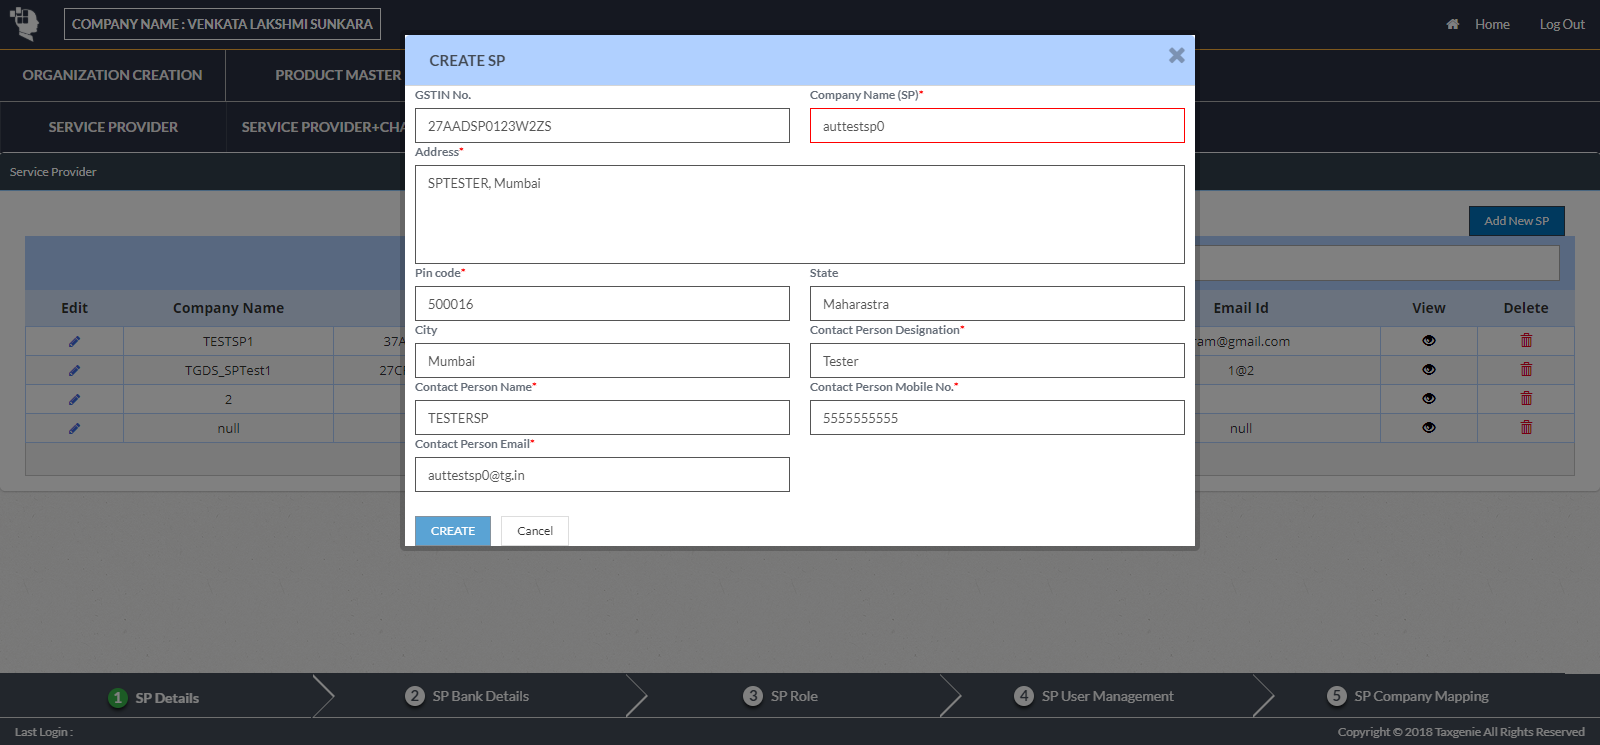 COMPANY NAME : VENKATA LAKSHMI SUNKARA
Home
Log Out
ORGANIZATION CREATION
PRODUCT MASTER
SERVICE PROVIDER
SERVICE PROVIDER+CHA
Service Provider
Add New SP
CREATE SP
GSTIN No.
Company Name (SP)*
27AADSP0123W2ZS
auttestsp0
Address*
SPTESTER, Mumbai
Pin code*
State
500016
Maharastra
City
Contact Person Designation*
Mumbai
Tester
Contact Person Name*
Contact Person Mobile No.*
TESTERSP
5555555555
Contact Person Email*
auttestsp0@tg.in
CREATE
Cancel
Edit
Company Name
Email Id
View
Delete
TESTSP1
37A
ram@gmail.com
TGDS_SPTest1
1@2
2
null
null
1 SP Details
2 SP Bank Details
3 SP Role
4 SP User Management
5 SP Company Mapping
Last Login :
Copyright © 2018 Taxgenie All Rights Reserved